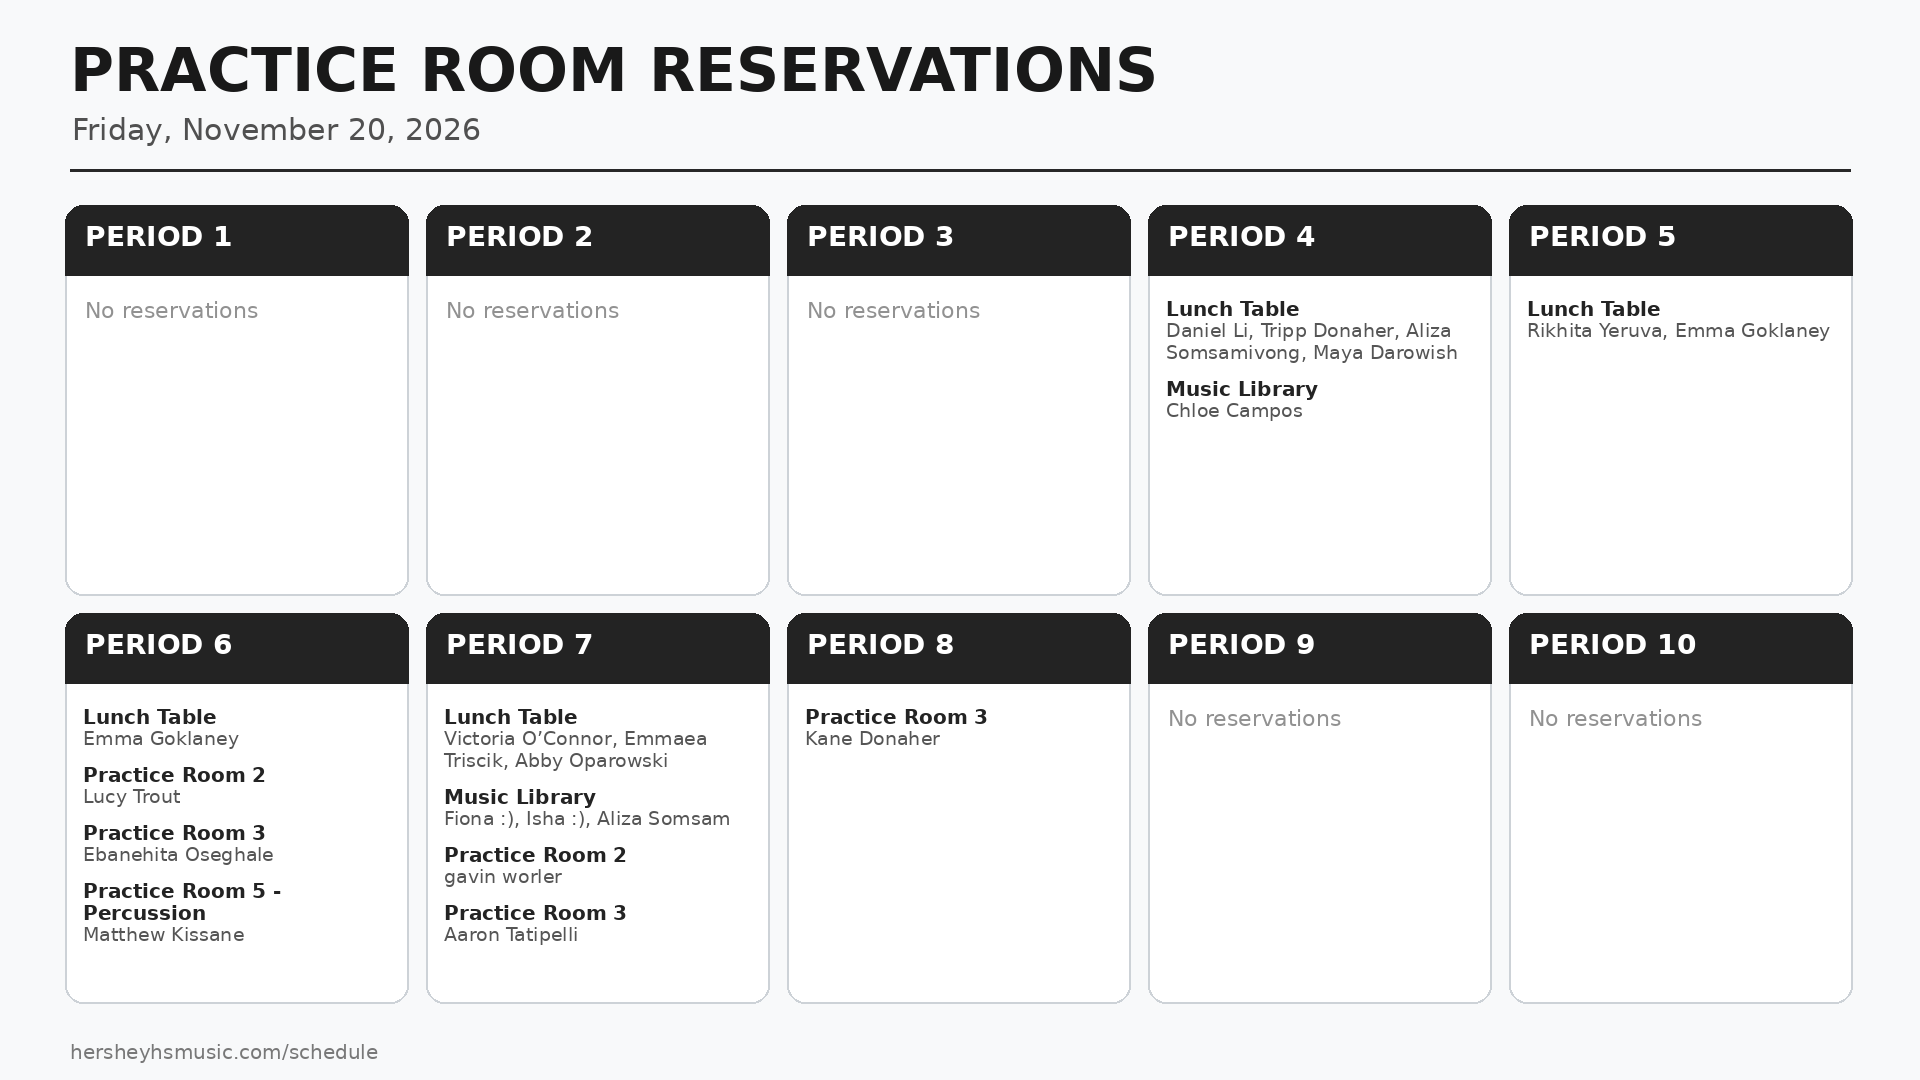 PRACTICE ROOM RESERVATIONS
Friday, November 20, 2026
PERIOD 1
No reservations
PERIOD 2
No reservations
PERIOD 3
No reservations
PERIOD 4
Lunch Table
Daniel Li, Tripp Donaher, Aliza
Somsamivong, Maya Darowish
Music Library
Chloe Campos
PERIOD 5
Lunch Table
Rikhita Yeruva, Emma Goklaney
PERIOD 6
Lunch Table
Emma Goklaney
Practice Room 2
Lucy Trout
Practice Room 3
Ebanehita Oseghale
Practice Room 5 -
Percussion
Matthew Kissane
PERIOD 7
Lunch Table
Victoria O’Connor, Emmaea
Triscik, Abby Oparowski
Music Library
Fiona :), Isha :), Aliza Somsam
Practice Room 2
gavin worler
Practice Room 3
Aaron Tatipelli
PERIOD 8
Practice Room 3
Kane Donaher
PERIOD 9
No reservations
PERIOD 10
No reservations
hersheyhsmusic.com/schedule